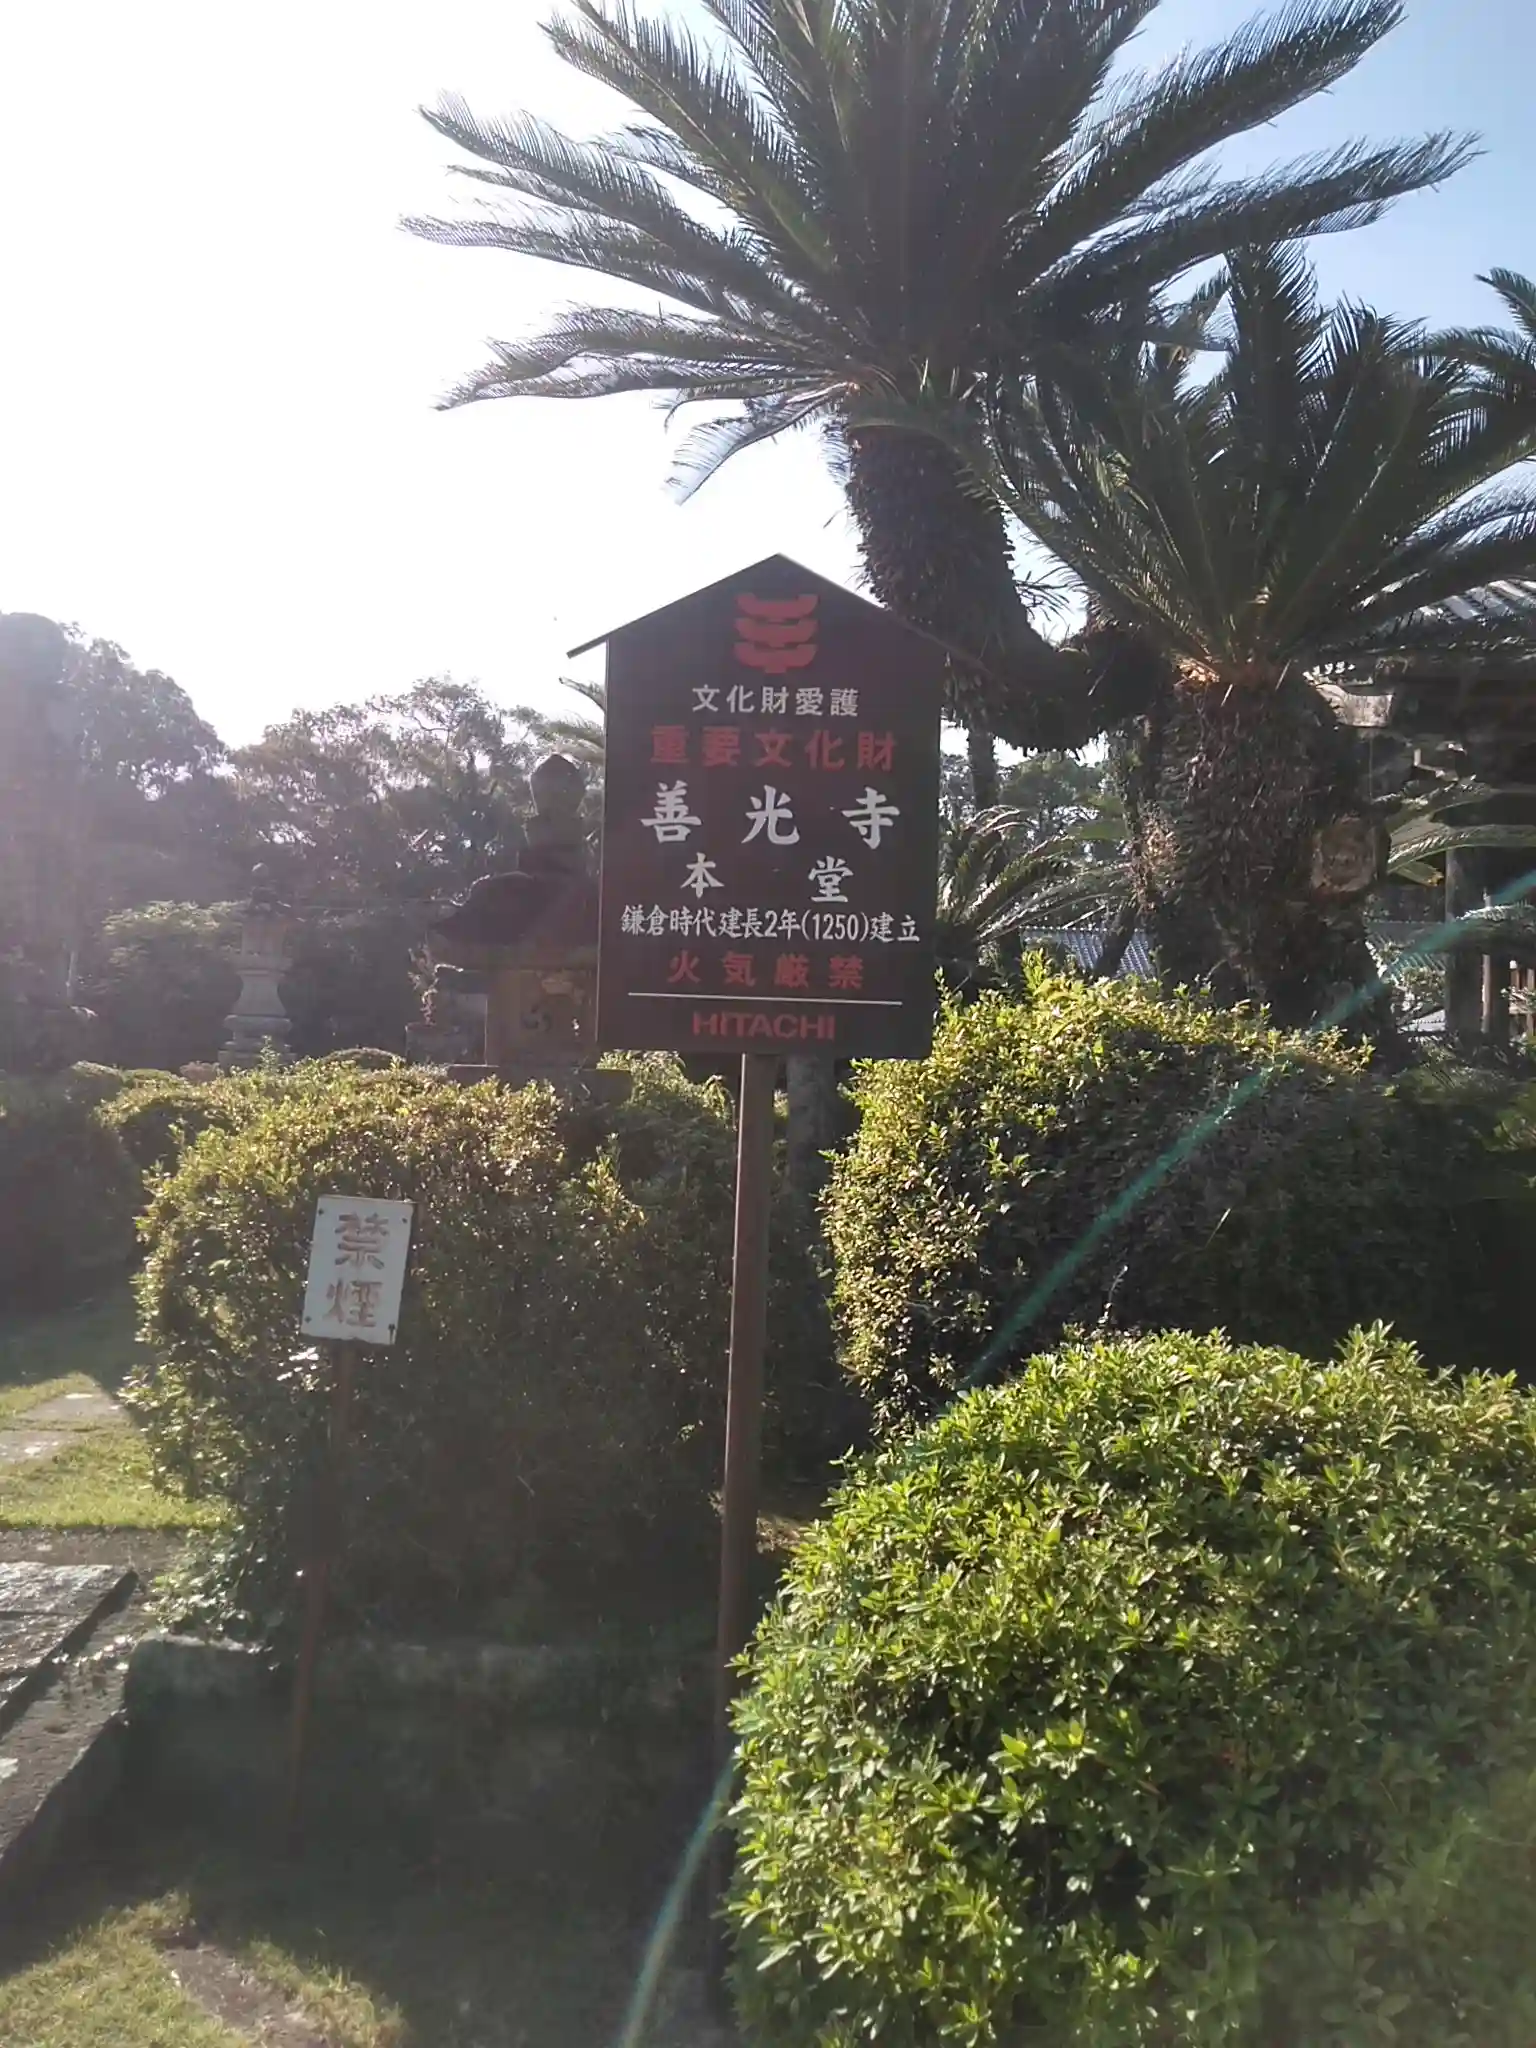 文化財愛護
重要文化財
善光寺
本堂
鎌倉時代建長2年(1250)建立
火気厳禁
HITACHI
禁煙